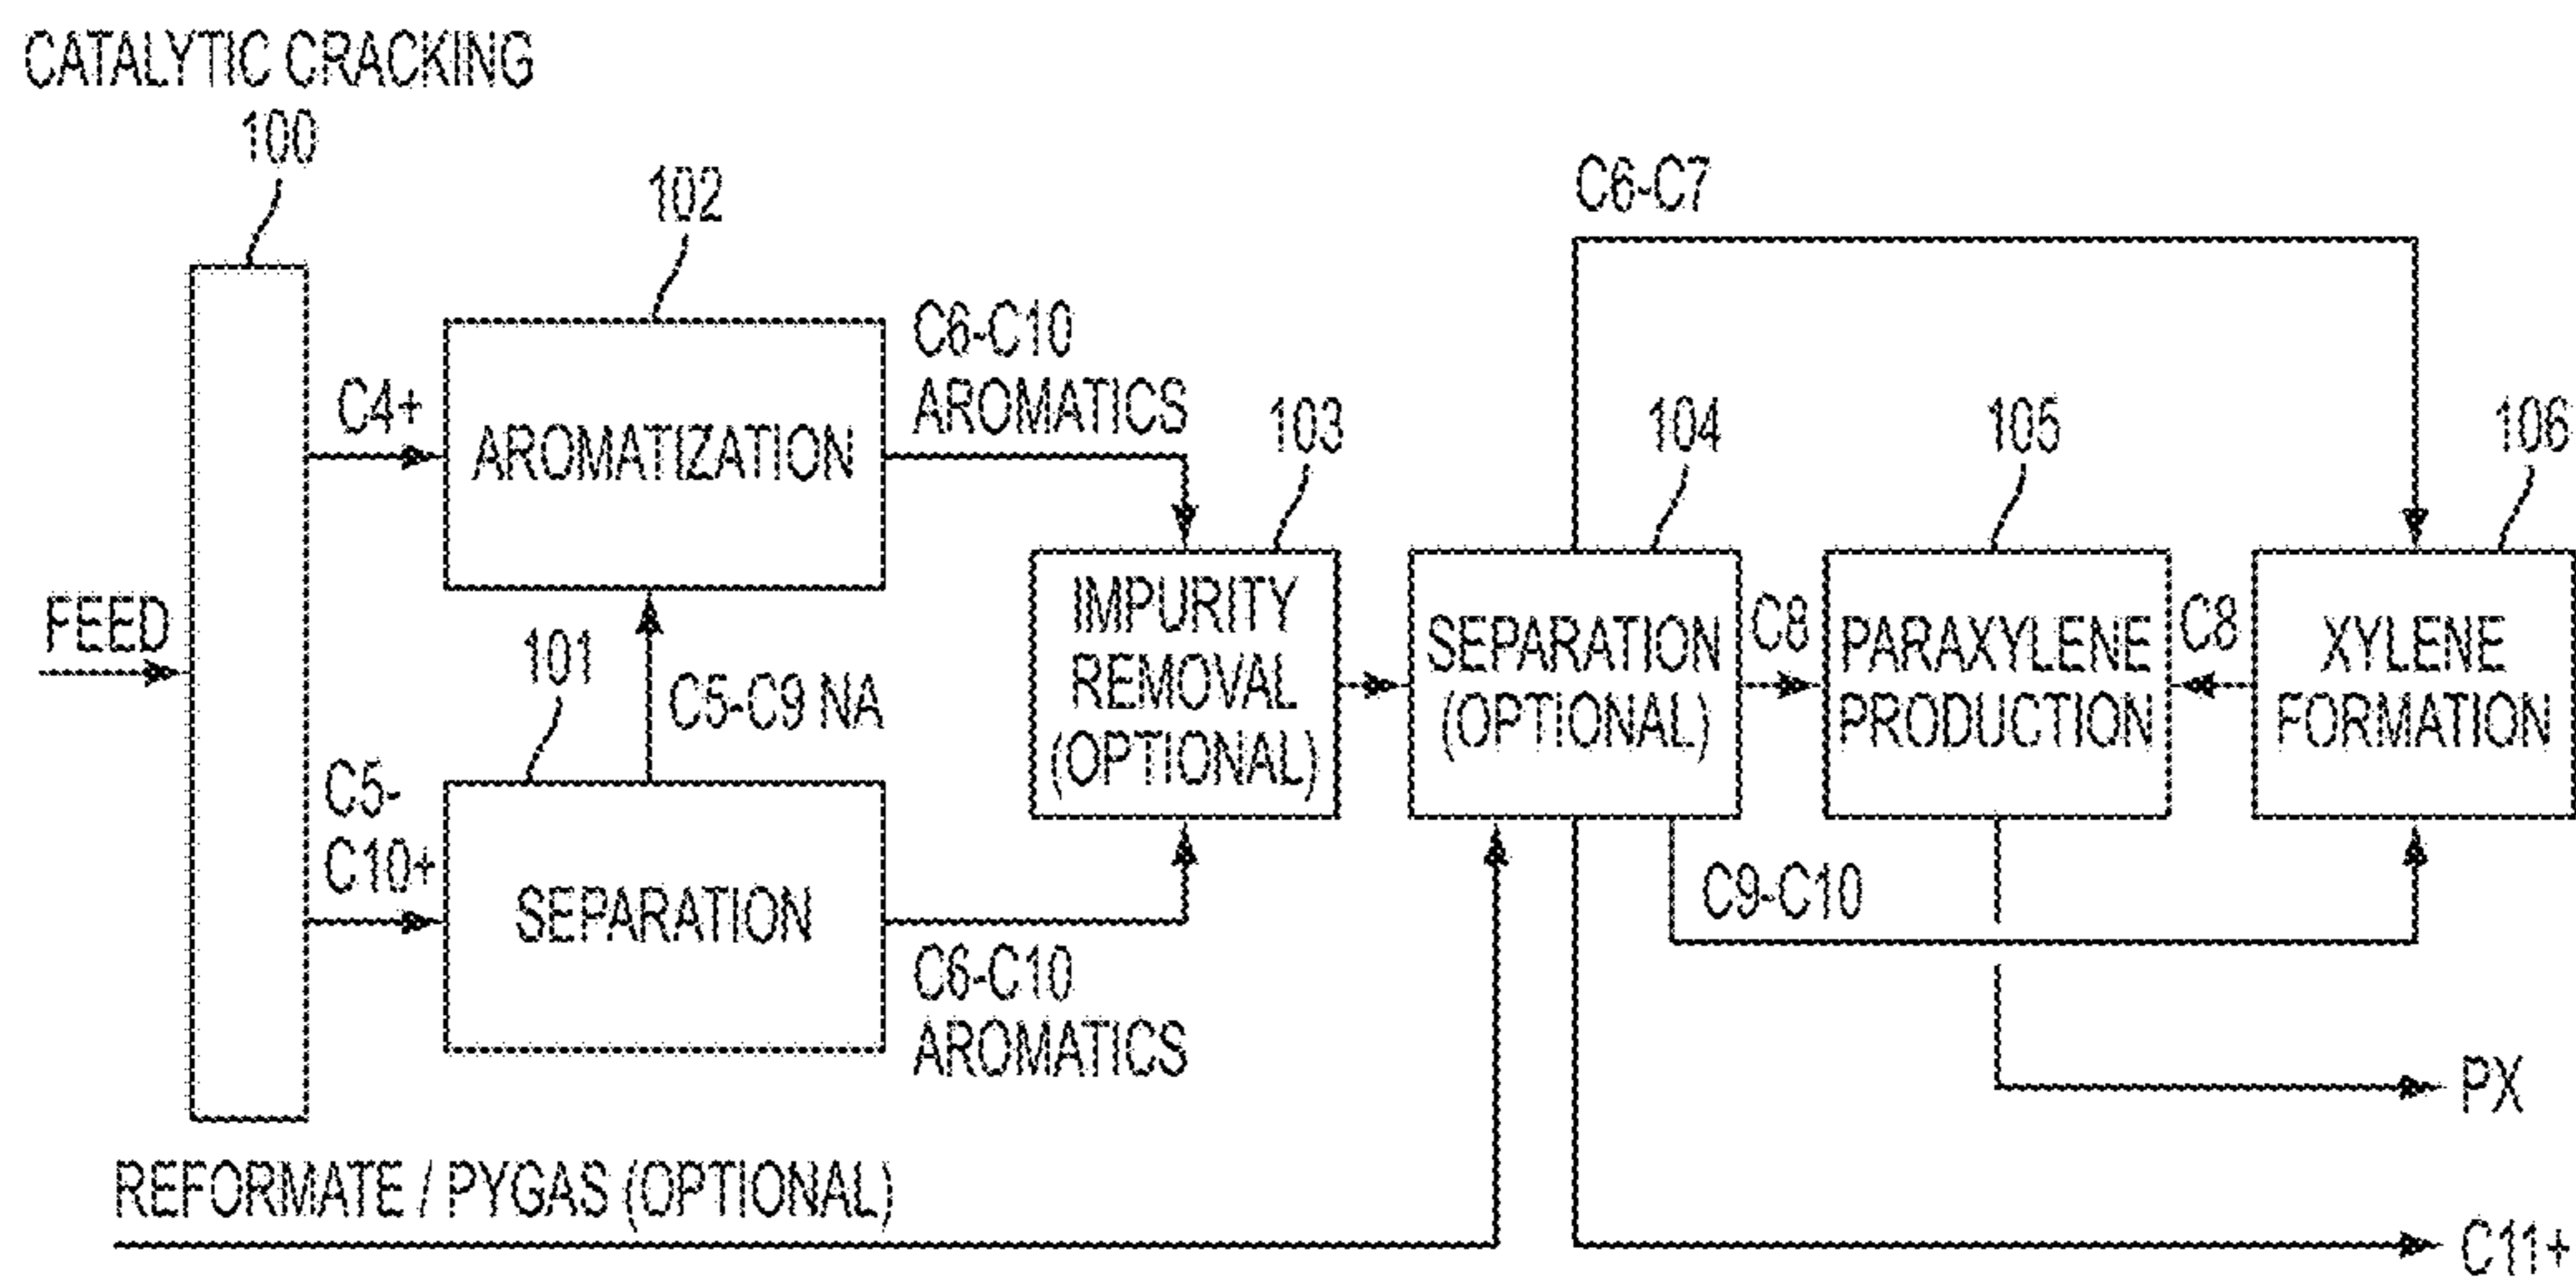 CATALYTIC CRACKING
100
102
C6-C7
C6-C10
AROMATICS
C4+
AROMATIZATION
103
104
105
106
FEED
101
C5-C9 NA
IMPURITY
REMOVAL
(OPTIONAL)
SEPARATION
(OPTIONAL)
C8
PARAXYLENE
PRODUCTION
C8
XYLENE
FORMATION
C5-
C10+
SEPARATION
C9-C10
C6-C10
AROMATICS
PX
REFORMATE / PYGAS (OPTIONAL)
C11+